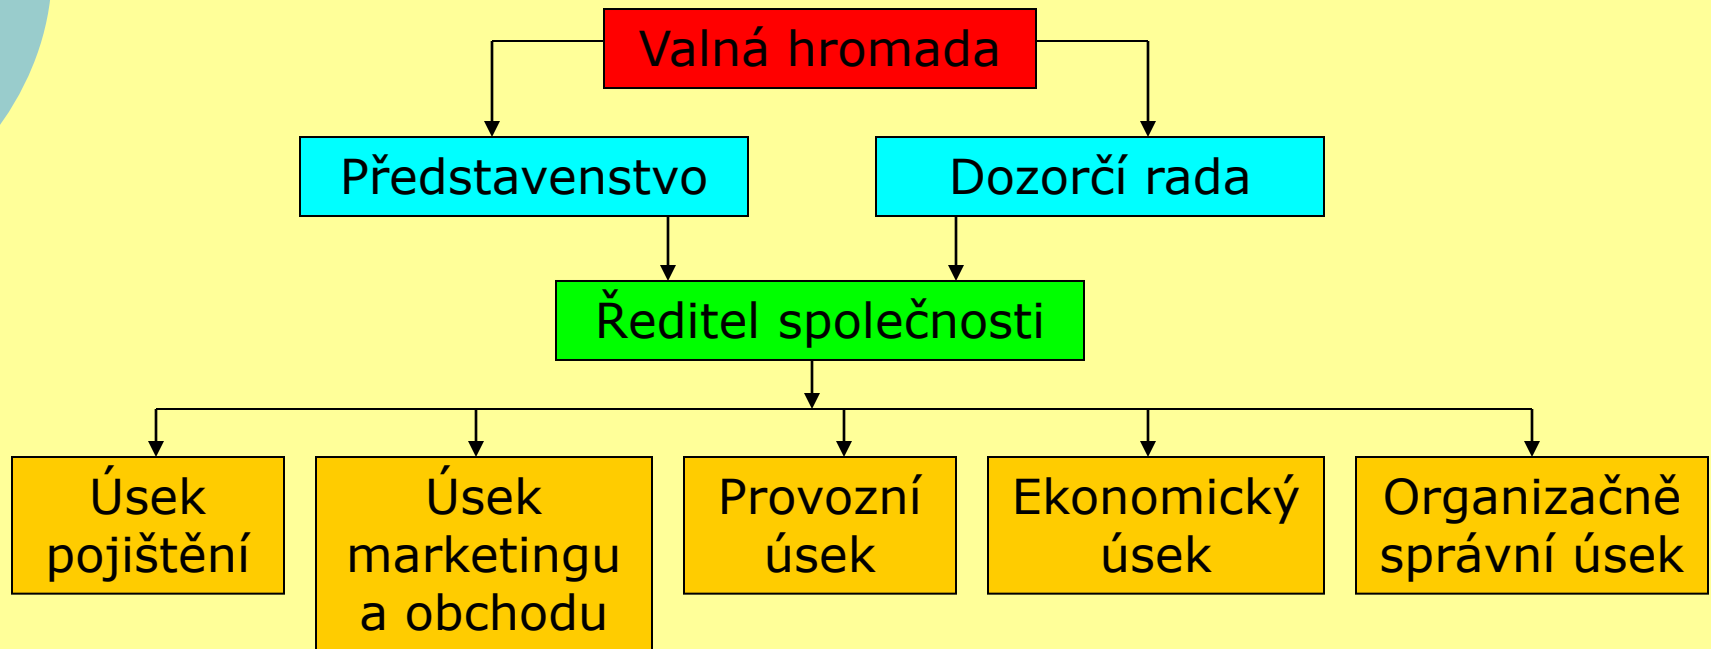 Valná hromada
Představenstvo
Dozorčí rada
Ředitel společnosti
Úsek
pojištění
Úsek
marketingu
a obchodu
Provozní
úsek
Ekonomický
úsek
Organizačně
správní úsek